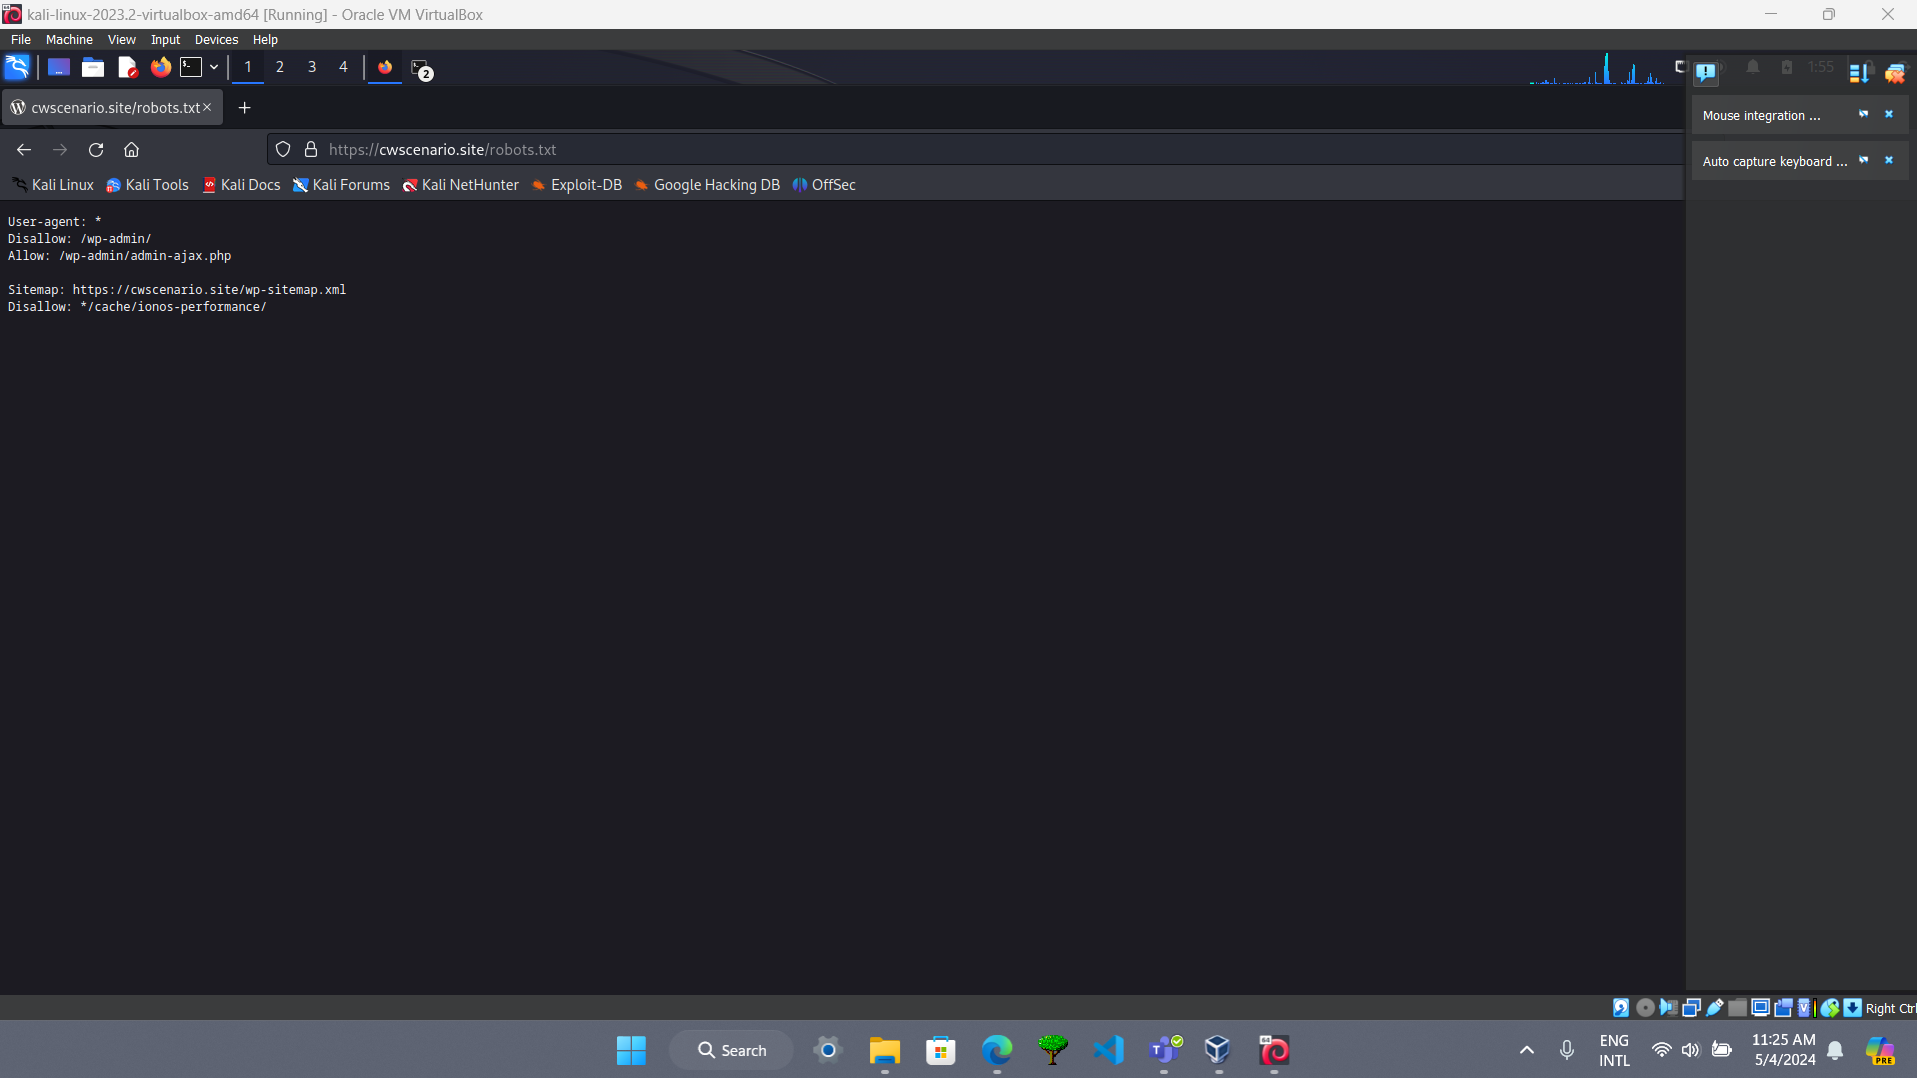 kali-linux-2023.2-virtualbox-amd64 [Running] - Oracle VM VirtualBox
File Machine View Input Devices Help
1 2 3 4 2
1:55
cwscenario.site/robots.txt
Mouse integration ...
https://cwscenario.site/robots.txt
Auto capture keyboard ...
Kali Linux Kali Tools Kali Docs Kali Forums Kali NetHunter Exploit-DB Google Hacking DB OffSec
User-agent: *
Disallow: /wp-admin/
Allow: /wp-admin/admin-ajax.php
Sitemap: https://cwscenario.site/wp-sitemap.xml
Disallow: */cache/ionos-performance/
Right Ctrl
Search
ENG
INTL
11:25 AM
5/4/2024
PRE